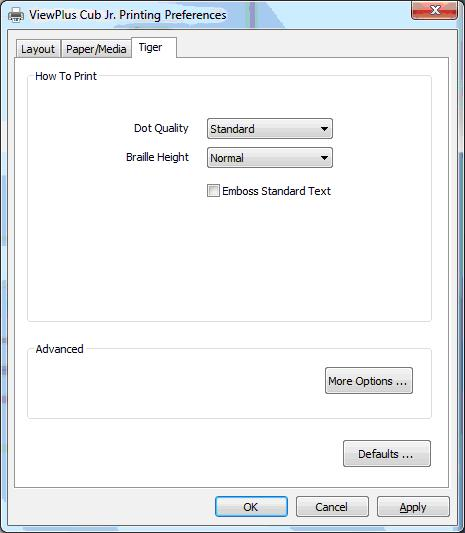 ViewPlus Cub Jr. Printing Preferences
Layout Paper/Media Tiger
How To Print
Dot Quality Standard
Braille Height Normal
Emboss Standard Text
Advanced
More Options ...
Defaults ...
OK Cancel Apply